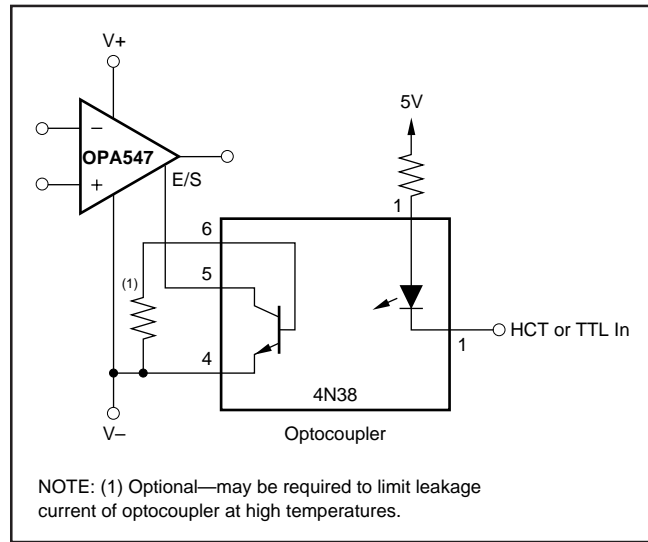 V+
−
OPA547
+
E/S
5V
1
6
(1)
5
4
HCT or TTL In
1
4N38
V−
Optocoupler
NOTE: (1) Optional—may be required to limit leakage
current of optocoupler at high temperatures.